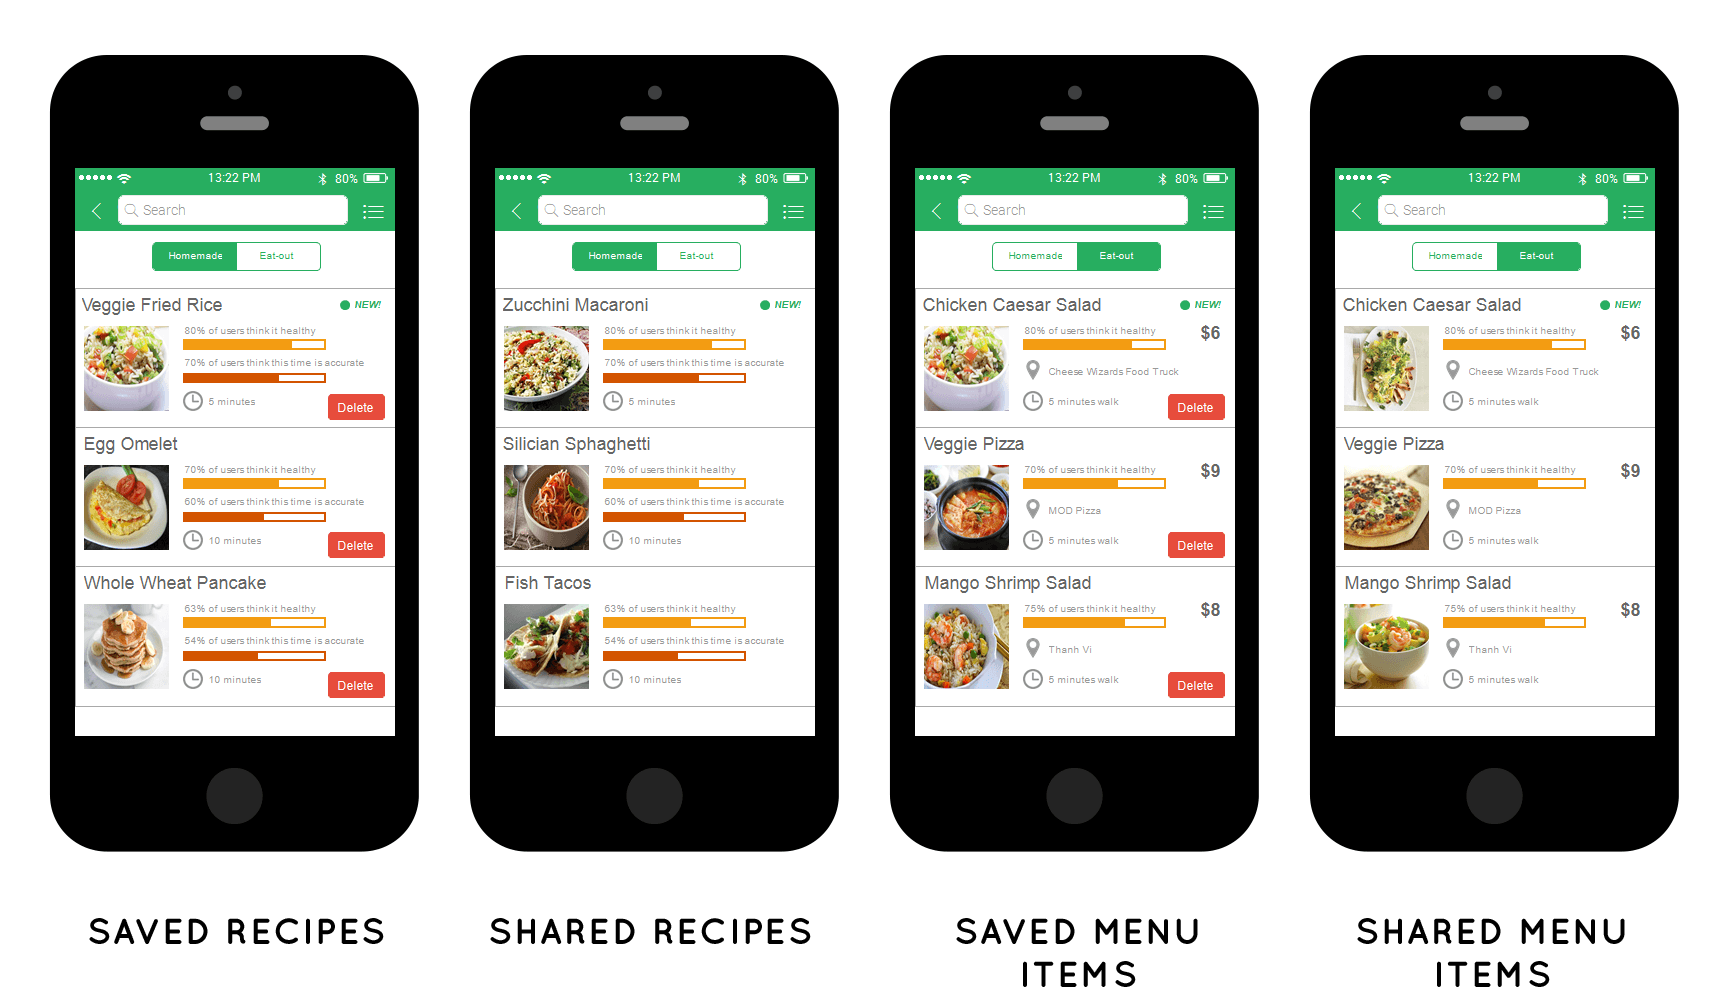 13:22 PM
80%
Search
Homemade
Eat-out
Veggie Fried Rice
NEW!
80% of users think it healthy
70% of users think this time is accurate
5 minutes
Delete
Egg Omelet
70% of users think it healthy
60% of users think this time is accurate
10 minutes
Delete
Whole Wheat Pancake
63% of users think it healthy
54% of users think this time is accurate
10 minutes
Delete
SAVED RECIPES
13:22 PM
80%
Search
Homemade
Eat-out
Zucchini Macaroni
NEW!
80% of users think it healthy
70% of users think this time is accurate
5 minutes
Silician Sphaghetti
70% of users think it healthy
60% of users think this time is accurate
10 minutes
Fish Tacos
63% of users think it healthy
54% of users think this time is accurate
10 minutes
SHARED RECIPES
13:22 PM
80%
Search
Homemade
Eat-out
Chicken Caesar Salad
NEW!
80% of users think it healthy
$6
Cheese Wizards Food Truck
5 minutes walk
Delete
Veggie Pizza
70% of users think it healthy
$9
MOD Pizza
5 minutes walk
Delete
Mango Shrimp Salad
75% of users think it healthy
$8
Thanh Vi
5 minutes walk
Delete
SAVED MENU
ITEMS
13:22 PM
80%
Search
Homemade
Eat-out
Chicken Caesar Salad
NEW!
80% of users think it healthy
$6
Cheese Wizards Food Truck
5 minutes walk
Veggie Pizza
70% of users think it healthy
$9
MOD Pizza
5 minutes walk
Mango Shrimp Salad
75% of users think it healthy
$8
Thanh Vi
5 minutes walk
SHARED MENU
ITEMS